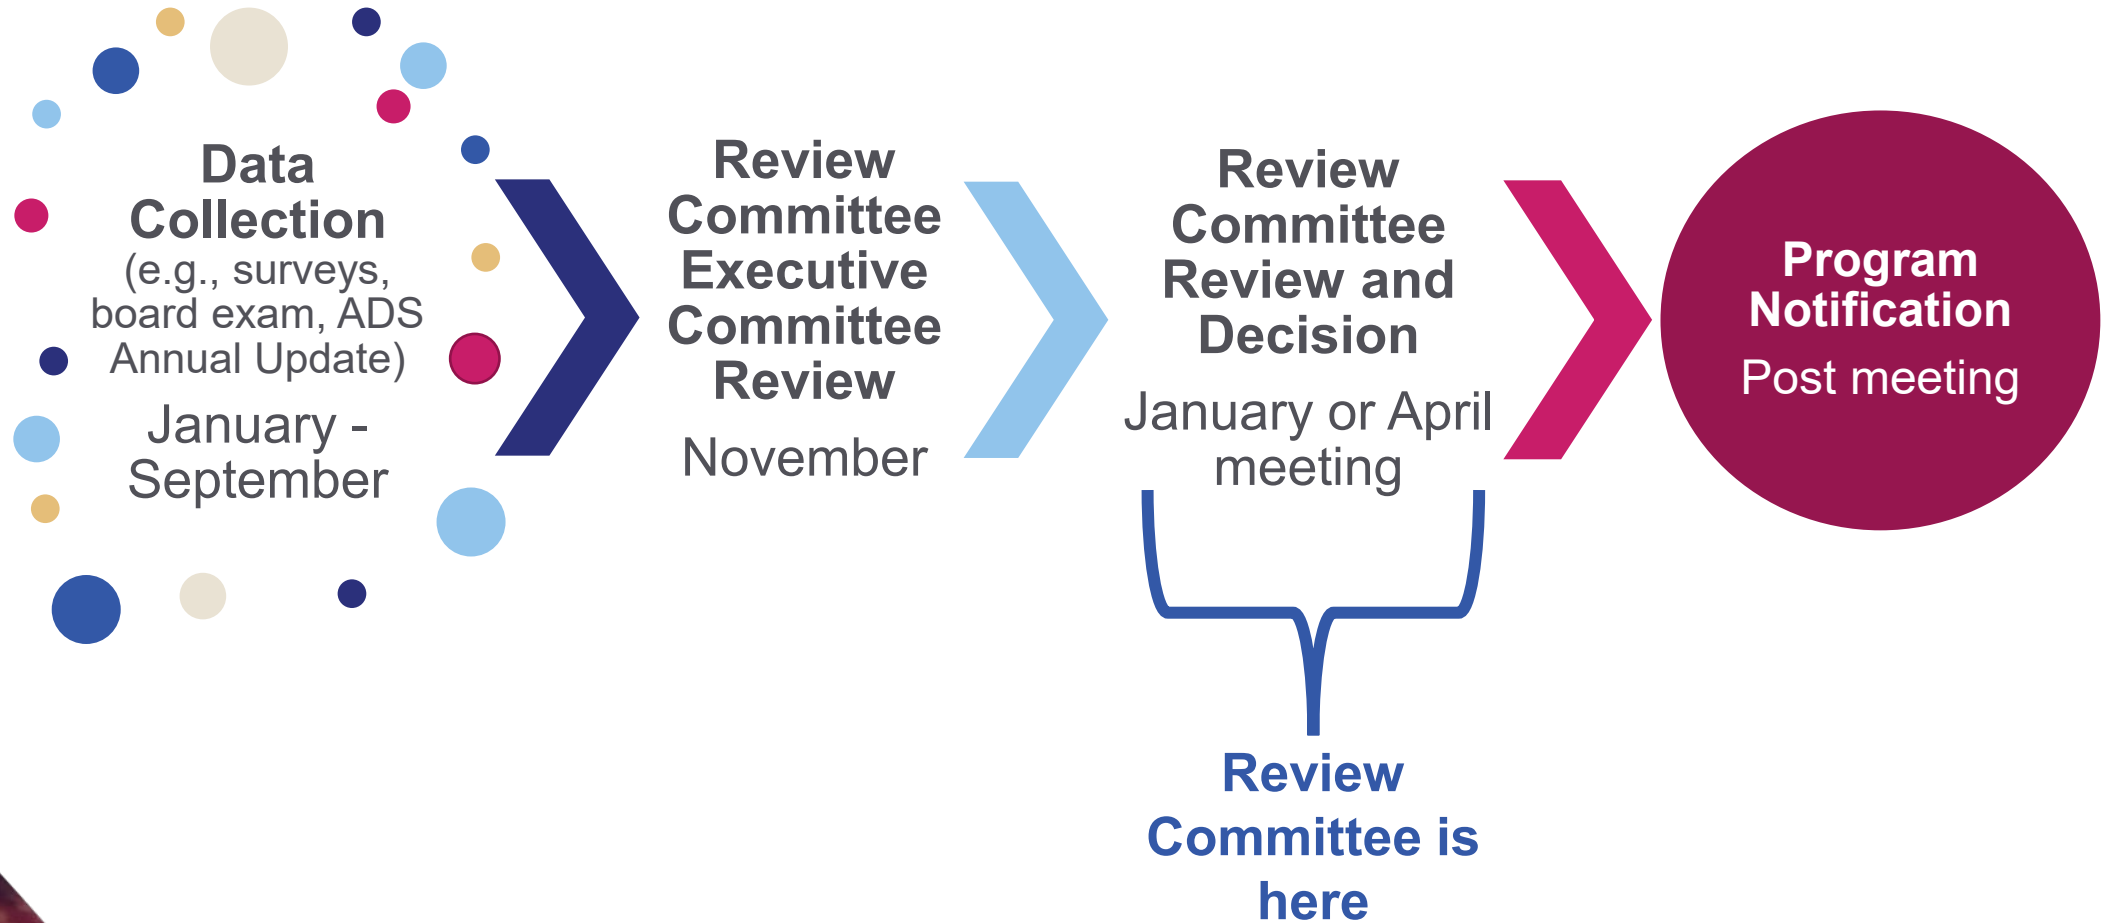 Data
Collection
(e.g., surveys,
board exam, ADS
Annual Update)
January -
September
Review
Committee
Executive
Committee
Review
November
Review
Committee
Review and
Decision
January or April
meeting
Program
Notification
Post meeting
Review
Committee is
here